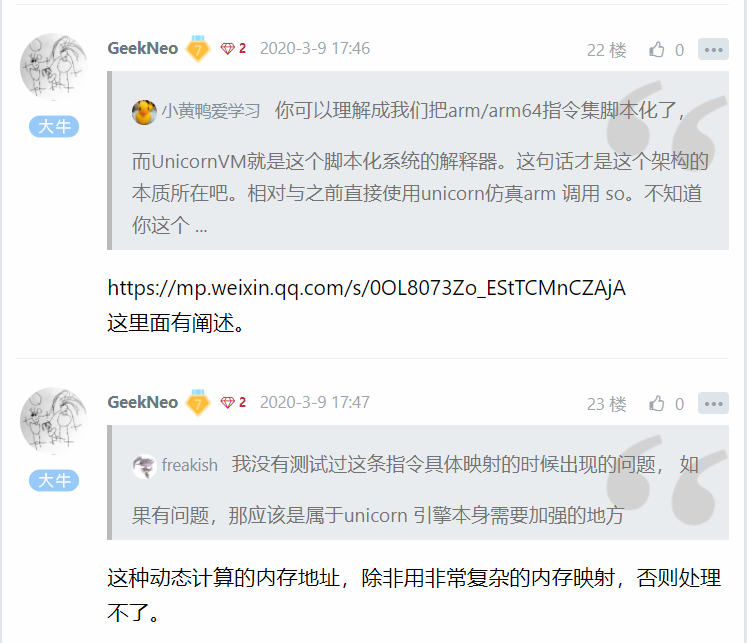 GeekNeo 7 2 2020-3-9 17:46 22 楼 0
大牛
小黄鸭爱学习 你可以理解成我们把arm/arm64指令集脚本化了，
而UnicornVM就是这个脚本化系统的解释器。这句话才是这个架构的
本质所在吧。相对与之前直接使用unicorn仿真arm 调用 so。不知道
你这个 ...
https://mp.weixin.qq.com/s/0OL8073Zo_EStTCMnCZAjA
这里面有阐述。
GeekNeo 7 2 2020-3-9 17:47 23 楼 0
大牛
freakish 我没有测试过这条指令具体映射的时候出现的问题， 如
果有问题，那应该是属于unicorn 引擎本身需要加强的地方
这种动态计算的内存地址，除非用非常复杂的内存映射，否则处理
不了。